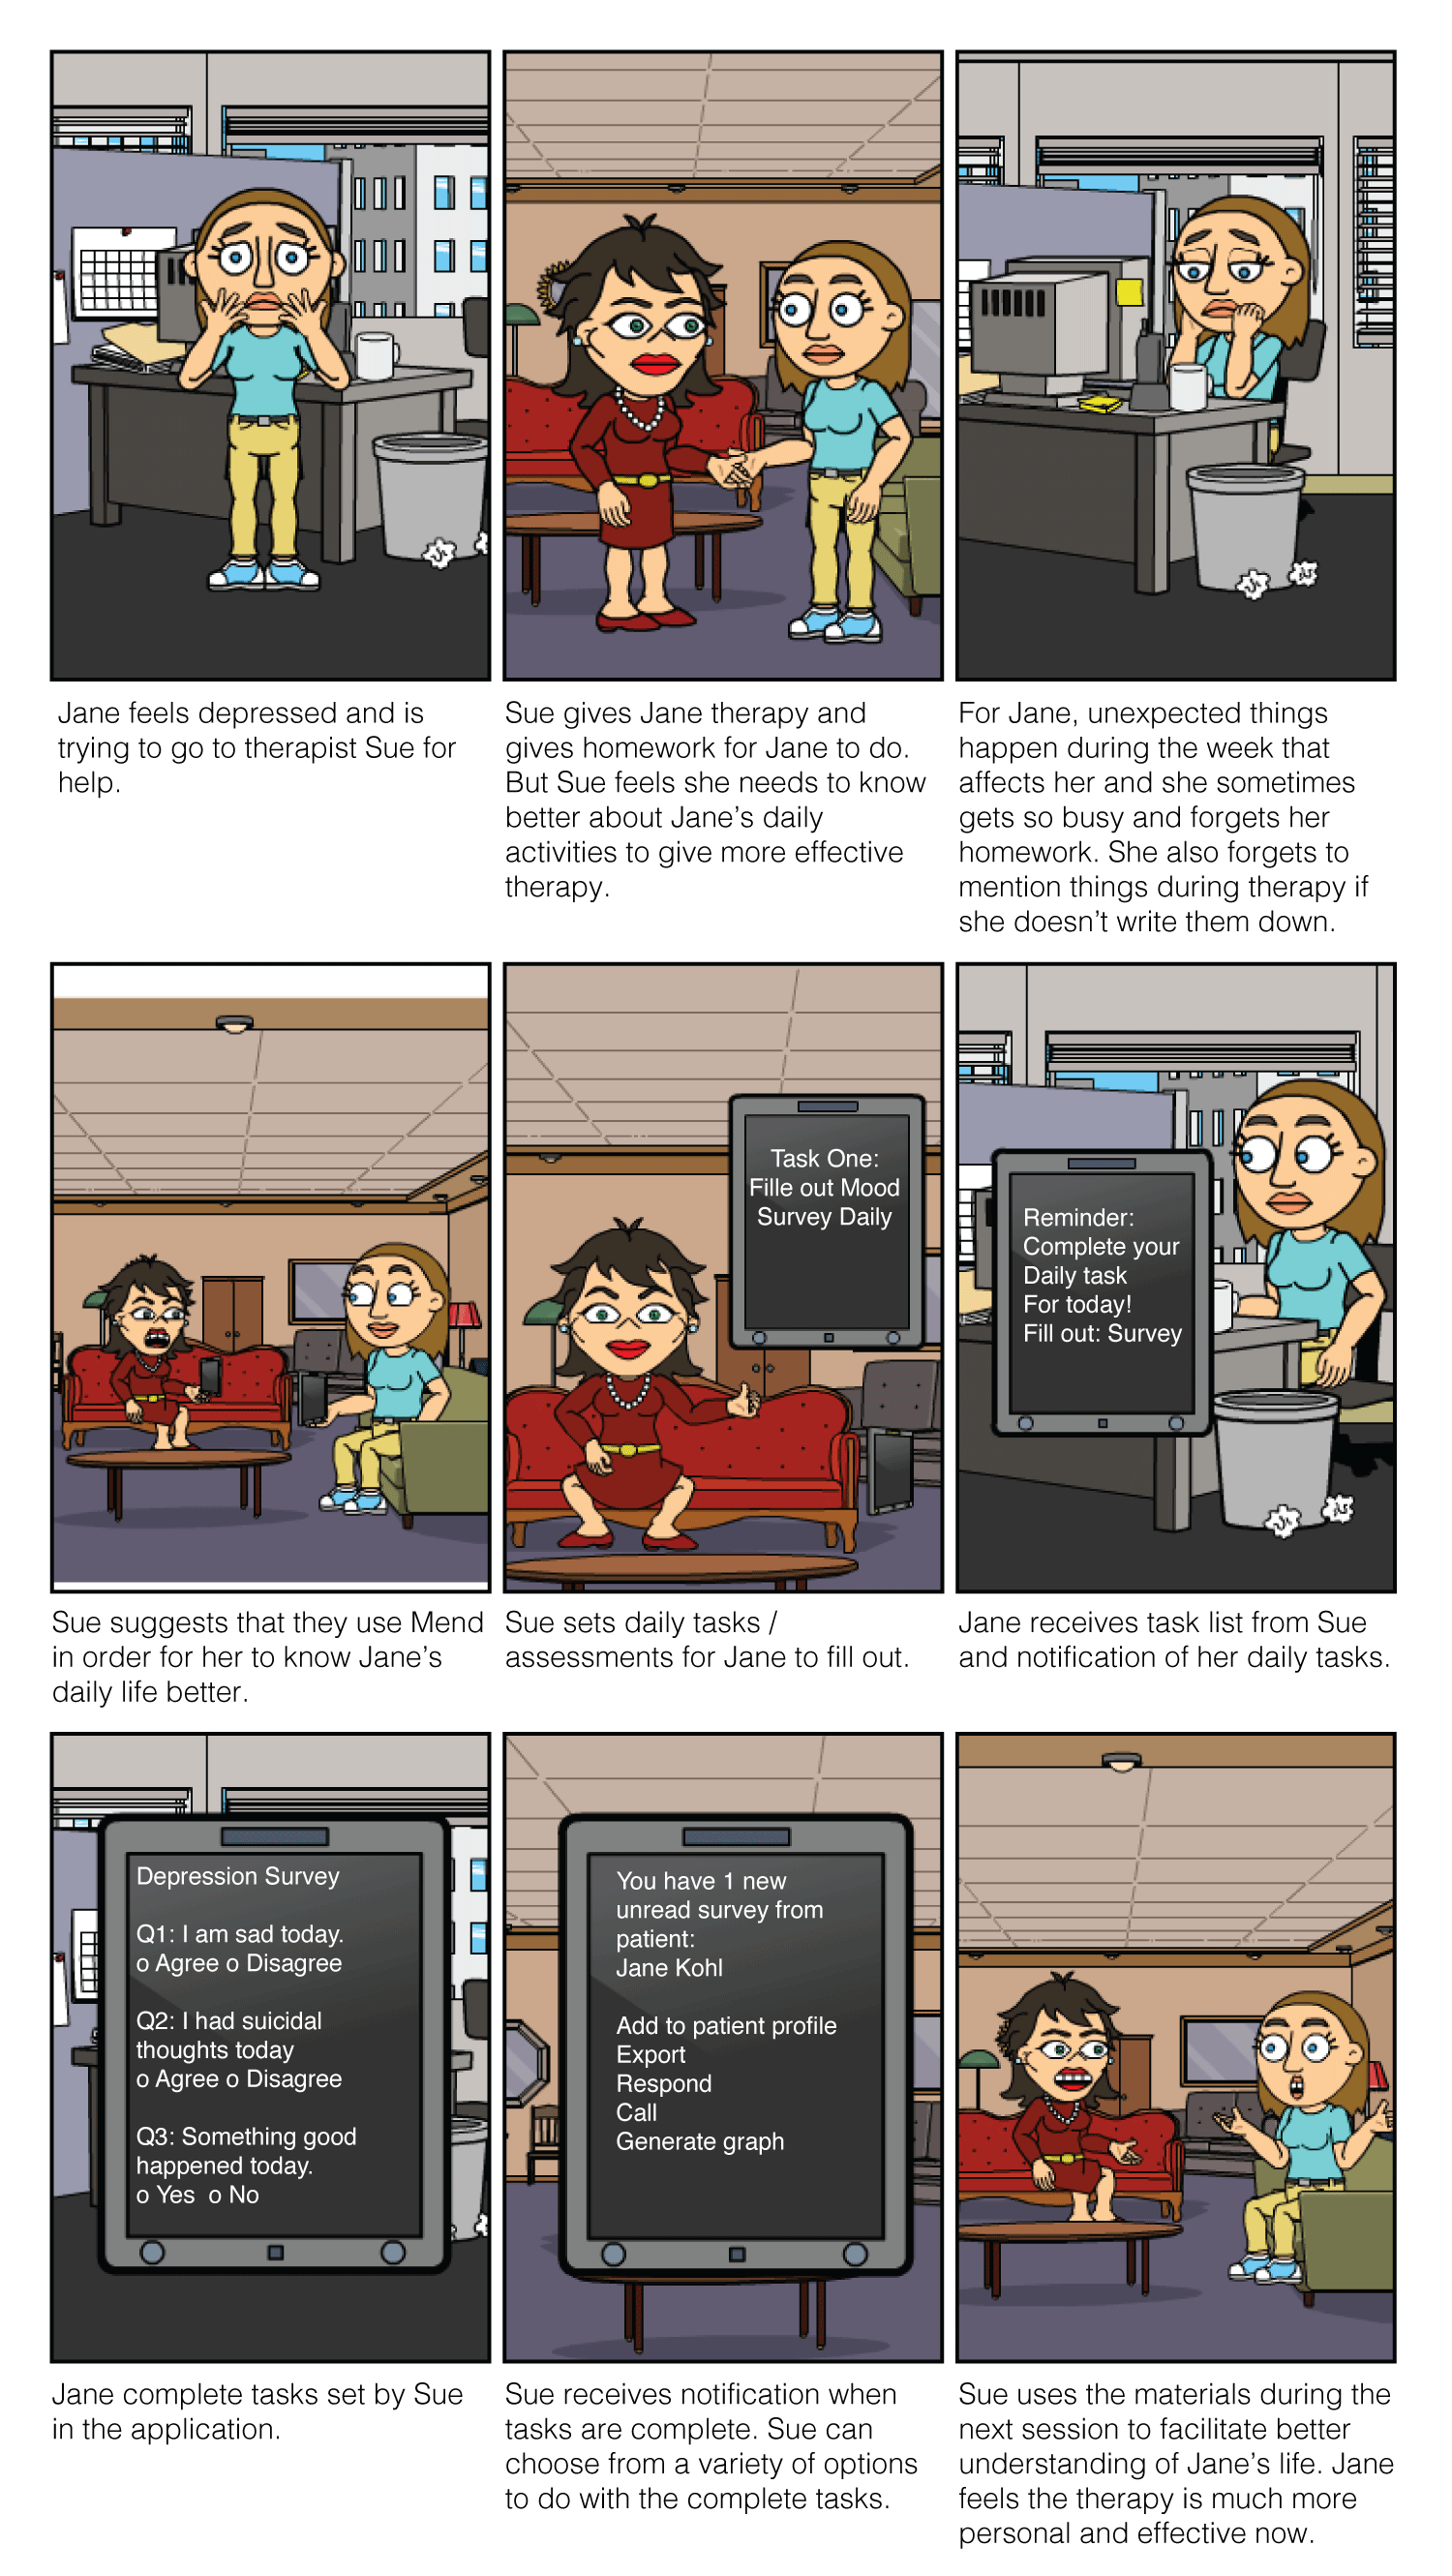 Jane feels depressed and is
trying to go to therapist Sue for
help.
Sue gives Jane therapy and
gives homework for Jane to do.
But Sue feels she needs to know
better about Jane's daily
activities to give more effective
therapy.
For Jane, unexpected things
happen during the week that
affects her and she sometimes
gets so busy and forgets her
homework. She also forgets to
mention things during therapy if
she doesn't write them down.
Sue suggests that they use Mend
in order for her to know Jane's
daily life better.
Task One:
Fille out Mood
Survey Daily
Sue sets daily tasks /
assessments for Jane to fill out.
Reminder:
Complete your
Daily task
For today!
Fill out: Survey
Jane receives task list from Sue
and notification of her daily tasks.
Depression Survey
Q1: I am sad today.
o Agree o Disagree
Q2: I had suicidal
thoughts today
o Agree o Disagree
Q3: Something good
happened today.
o Yes o No
Jane complete tasks set by Sue
in the application.
You have 1 new
unread survey from
patient:
Jane Kohl
Add to patient profile
Export
Respond
Call
Generate graph
Sue receives notification when
tasks are complete. Sue can
choose from a variety of options
to do with the complete tasks.
Sue uses the materials during the
next session to facilitate better
understanding of Jane's life. Jane
feels the therapy is much more
personal and effective now.